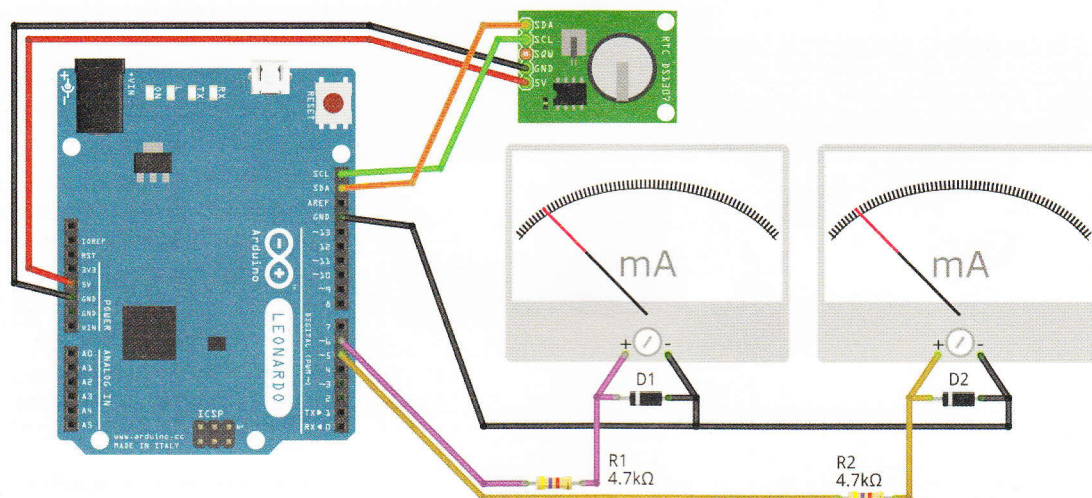 SDA
SCL
SQW
GND
5V
RTC DS1307
+VIN
ON
L
TX
RX
RESET
SCL
SDA
AREF
GND
~13
12
~11
~10
~9
8
7
~6
~5
4
~3
2
TX▶ 1
RX◀ 0
DIGITAL (PWM ~)
IOREF
RST
3V3
5V
GND
GND
VIN
POWER
A0
A1
A2
A3
A4
A5
ANALOG IN
Arduino
LEONARDO
ICSP
www.arduino.cc
MADE IN ITALY
mA
+ -
D1
mA
+ -
D2
R1
4.7kΩ
R2
4.7kΩ